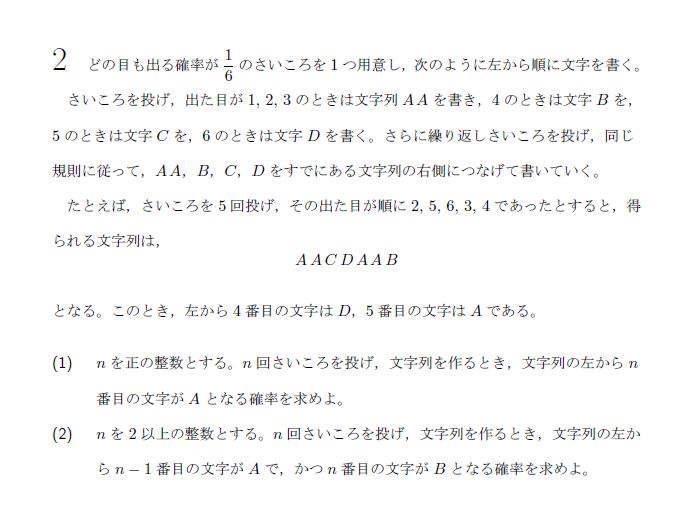 2 どの目も出る確率が 1/6 のさいころを1つ用意し，次のように左から順に文字を書く。
さいころを投げ，出た目が 1, 2, 3 のときは文字列 AA を書き，4 のときは文字 B を，
5 のときは文字 C を，6 のときは文字 D を書く。さらに繰り返しさいころを投げ，同じ
規則に従って，AA，B，C，D をすでにある文字列の右側につなげて書いていく。
たとえば，さいころを 5 回投げ，その出た目が順に 2, 5, 6, 3, 4 であったとすると，得
られる文字列は，
AACDAAB
となる。このとき，左から 4 番目の文字は D，5 番目の文字は A である。
(1) n を正の整数とする。n 回さいころを投げ，文字列を作るとき，文字列の左から n
番目の文字が A となる確率を求めよ。
(2) n を 2 以上の整数とする。n 回さいころを投げ，文字列を作るとき，文字列の左か
ら n − 1 番目の文字が A で，かつ n 番目の文字が B となる確率を求めよ。